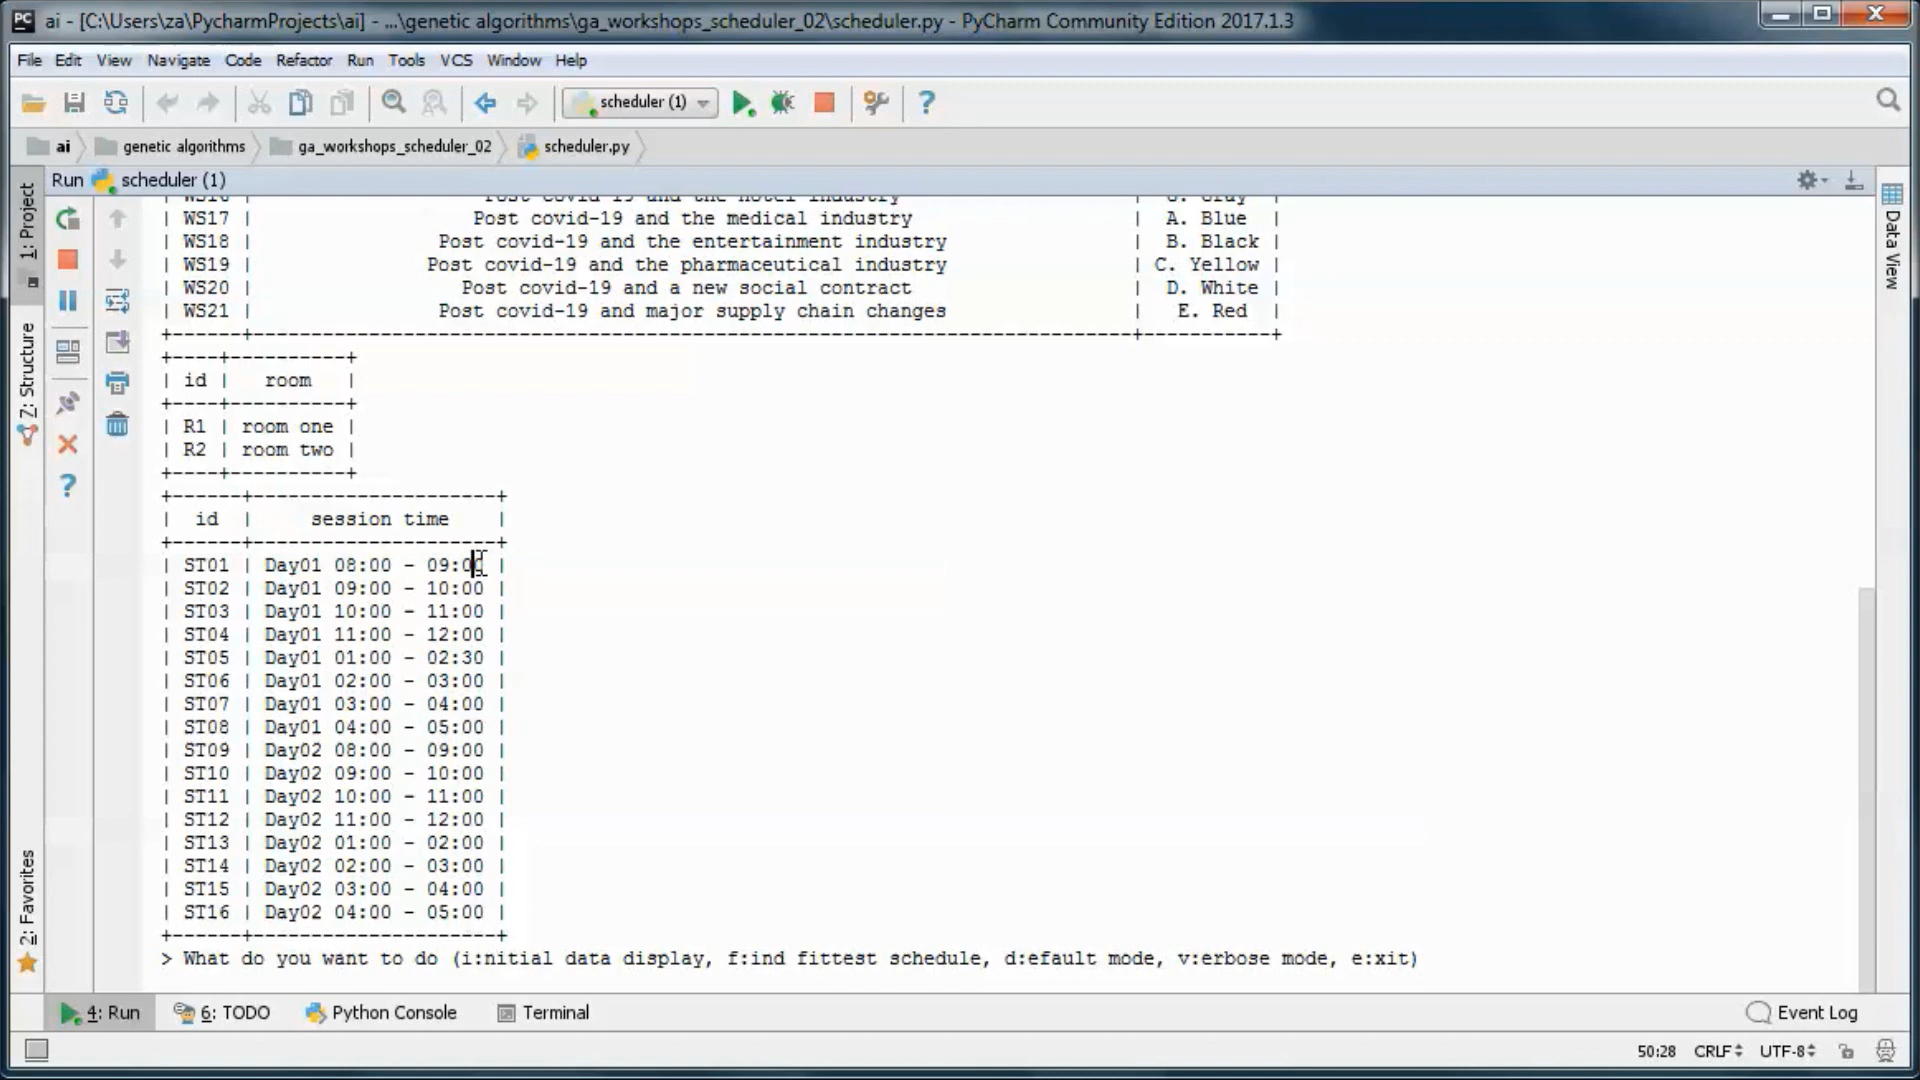 ai - [C:\Users\za\PycharmProjects\ai] - ...\genetic algorithms\ga_workshops_scheduler_02\scheduler.py - PyCharm Community Edition 2017.1.3
File Edit View Navigate Code Refactor Run Tools VCS Window Help
scheduler (1)
ai genetic algorithms ga_workshops_scheduler_02 scheduler.py
Run scheduler (1)
1: Project
Z: Structure
2: Favorites
Data View
| WS16 | Post covid-19 and the hotel industry | G. Gray |
| WS17 | Post covid-19 and the medical industry | A. Blue |
| WS18 | Post covid-19 and the entertainment industry | B. Black |
| WS19 | Post covid-19 and the pharmaceutical industry | C. Yellow |
| WS20 | Post covid-19 and a new social contract | D. White |
| WS21 | Post covid-19 and major supply chain changes | E. Red |
| id | room |
| R1 | room one |
| R2 | room two |
| id | session time |
| ST01 | Day01 08:00 - 09:00 |
| ST02 | Day01 09:00 - 10:00 |
| ST03 | Day01 10:00 - 11:00 |
| ST04 | Day01 11:00 - 12:00 |
| ST05 | Day01 01:00 - 02:30 |
| ST06 | Day01 02:00 - 03:00 |
| ST07 | Day01 03:00 - 04:00 |
| ST08 | Day01 04:00 - 05:00 |
| ST09 | Day02 08:00 - 09:00 |
| ST10 | Day02 09:00 - 10:00 |
| ST11 | Day02 10:00 - 11:00 |
| ST12 | Day02 11:00 - 12:00 |
| ST13 | Day02 01:00 - 02:00 |
| ST14 | Day02 02:00 - 03:00 |
| ST15 | Day02 03:00 - 04:00 |
| ST16 | Day02 04:00 - 05:00 |
> What do you want to do (i:nitial data display, f:ind fittest schedule, d:efault mode, v:erbose mode, e:xit)
4: Run 6: TODO Python Console Terminal Event Log
50:28 CRLF UTF-8